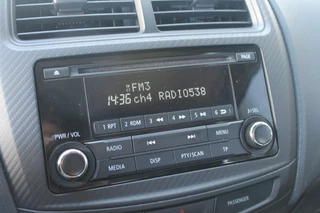 PAGE
FM3
14:36 ch4 RADIO538
1 RPT 2 RDM 3 ◄◄ 4 ►► 5 6
PWR / VOL
SEL
RADIO
MENU
MEDIA DISP PTY/SCAN TP
PASSENGER